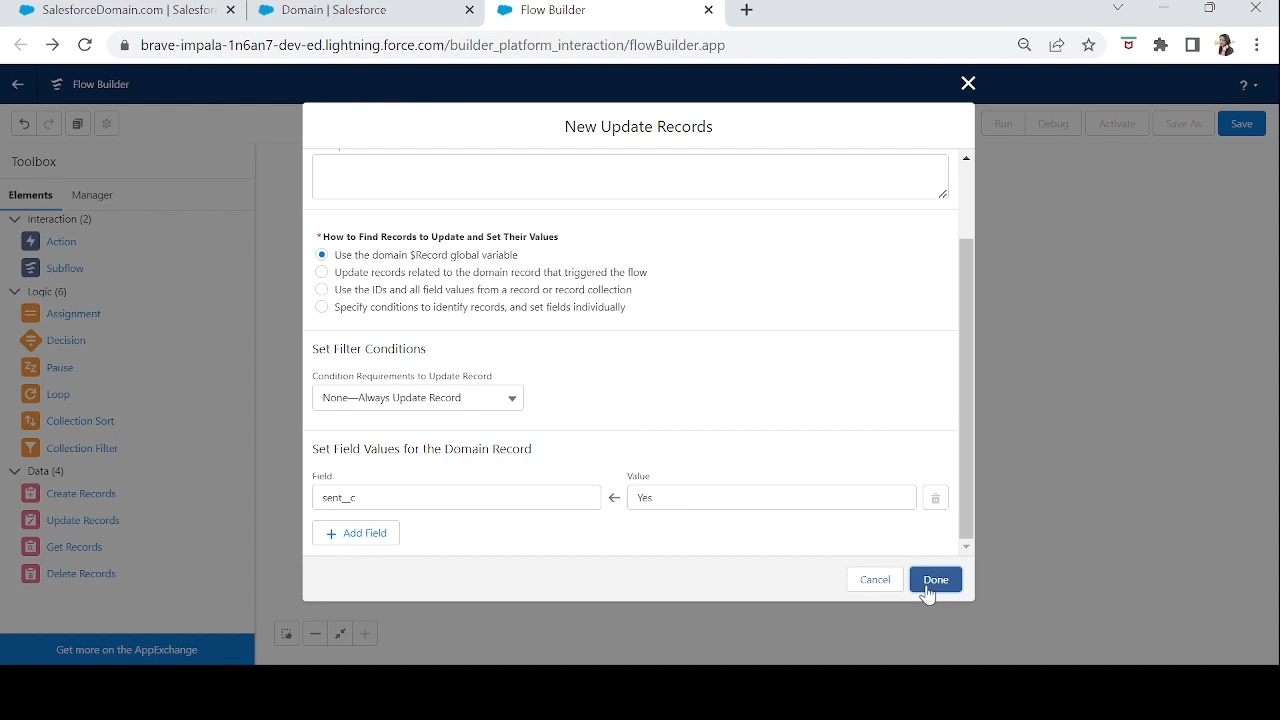 SalesforceDomain.com | Salesforc
Domain | Salesforce
Flow Builder
brave-impala-1n6an7-dev-ed.lightning.force.com/builder_platform_interaction/flowBuilder.app
Flow Builder
?
New Update Records
Run
Debug
Activate
Save As
Save
Toolbox
Elements
Manager
Interaction (2)
Action
Subflow
Logic (6)
Assignment
Decision
Pause
Loop
Collection Sort
Collection Filter
Data (4)
Create Records
Update Records
Get Records
Delete Records
Get more on the AppExchange
*How to Find Records to Update and Set Their Values
Use the domain $Record global variable
Update records related to the domain record that triggered the flow
Use the IDs and all field values from a record or record collection
Specify conditions to identify records, and set fields individually
Set Filter Conditions
Condition Requirements to Update Record
None—Always Update Record
Set Field Values for the Domain Record
Field
Value
sent__c
Yes
+ Add Field
Cancel
Done